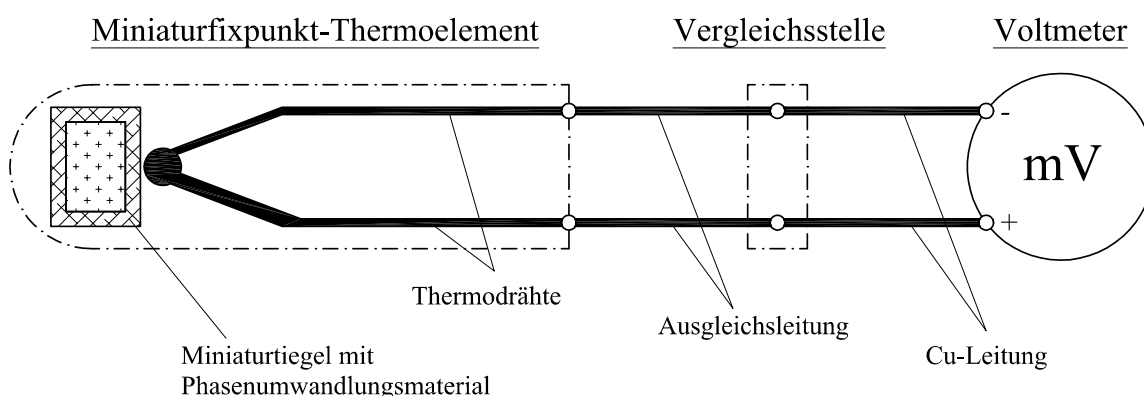 Miniaturfixpunkt-Thermoelement
Vergleichsstelle
Voltmeter
-
mV
+
Thermodrähte
Ausgleichsleitung
Cu-Leitung
Miniaturtiegel mit
Phasenumwandlungsmaterial